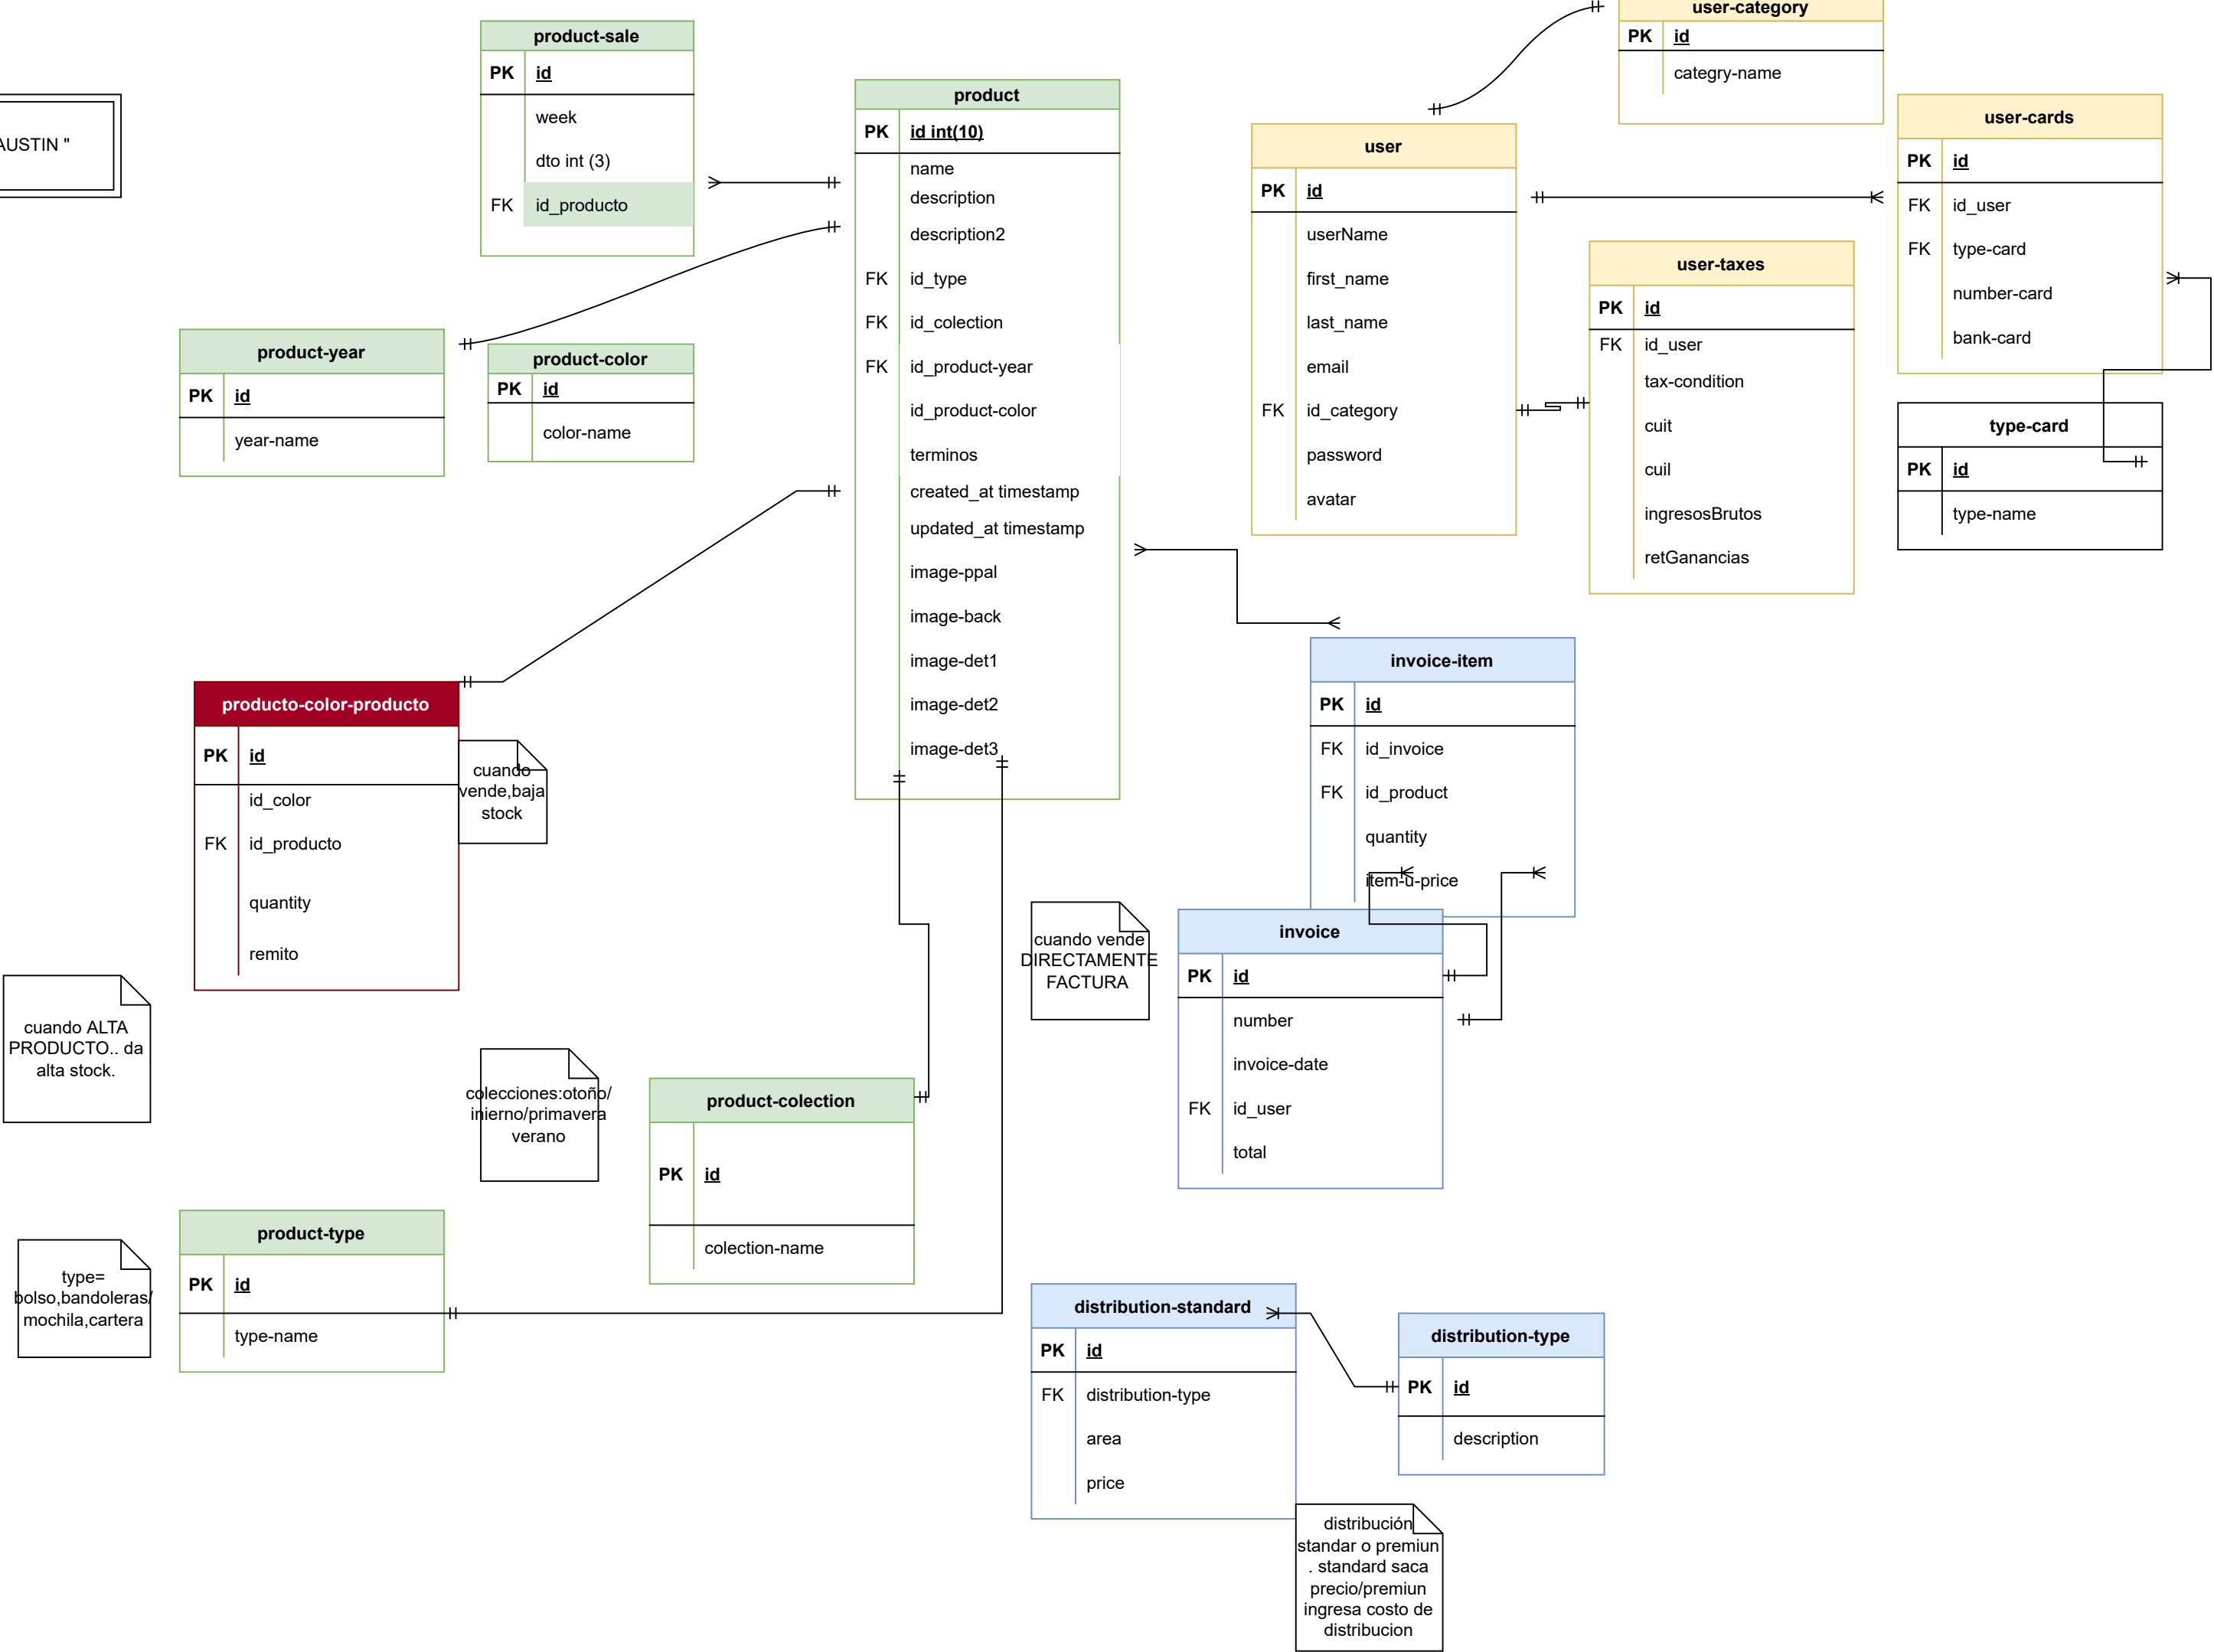 AUSTIN "
product-sale
PK id
week
dto int (3)
FK id_producto
product
PK id int(10)
name
description
description2
FK id_type
FK id_colection
FK id_product-year
id_product-color
terminos
created_at timestamp
updated_at timestamp
image-ppal
image-back
image-det1
image-det2
image-det3
user-category
PK id
categry-name
user
PK id
userName
first_name
last_name
email
FK id_category
password
avatar
user-cards
PK id
FK id_user
FK type-card
number-card
bank-card
user-taxes
PK id
FK id_user
tax-condition
cuit
cuil
ingresosBrutos
retGanancias
type-card
PK id
type-name
product-year
PK id
year-name
product-color
PK id
color-name
producto-color-producto
PK id
id_color
FK id_producto
quantity
remito
cuando
vende,baja
stock
invoice-item
PK id
FK id_invoice
FK id_product
quantity
item-u-price
cuando vende
DIRECTAMENTE
FACTURA
invoice
PK id
number
invoice-date
FK id_user
total
cuando ALTA
PRODUCTO.. da
alta stock.
colecciones:otoño/
inierno/primavera
verano
product-colection
PK id
colection-name
product-type
PK id
type-name
type=
bolso,bandoleras/
mochila,cartera
distribution-standard
PK id
FK distribution-type
area
price
distribution-type
PK id
description
distribución
standar o premiun
. standard saca
precio/premiun
ingresa costo de
distribucion